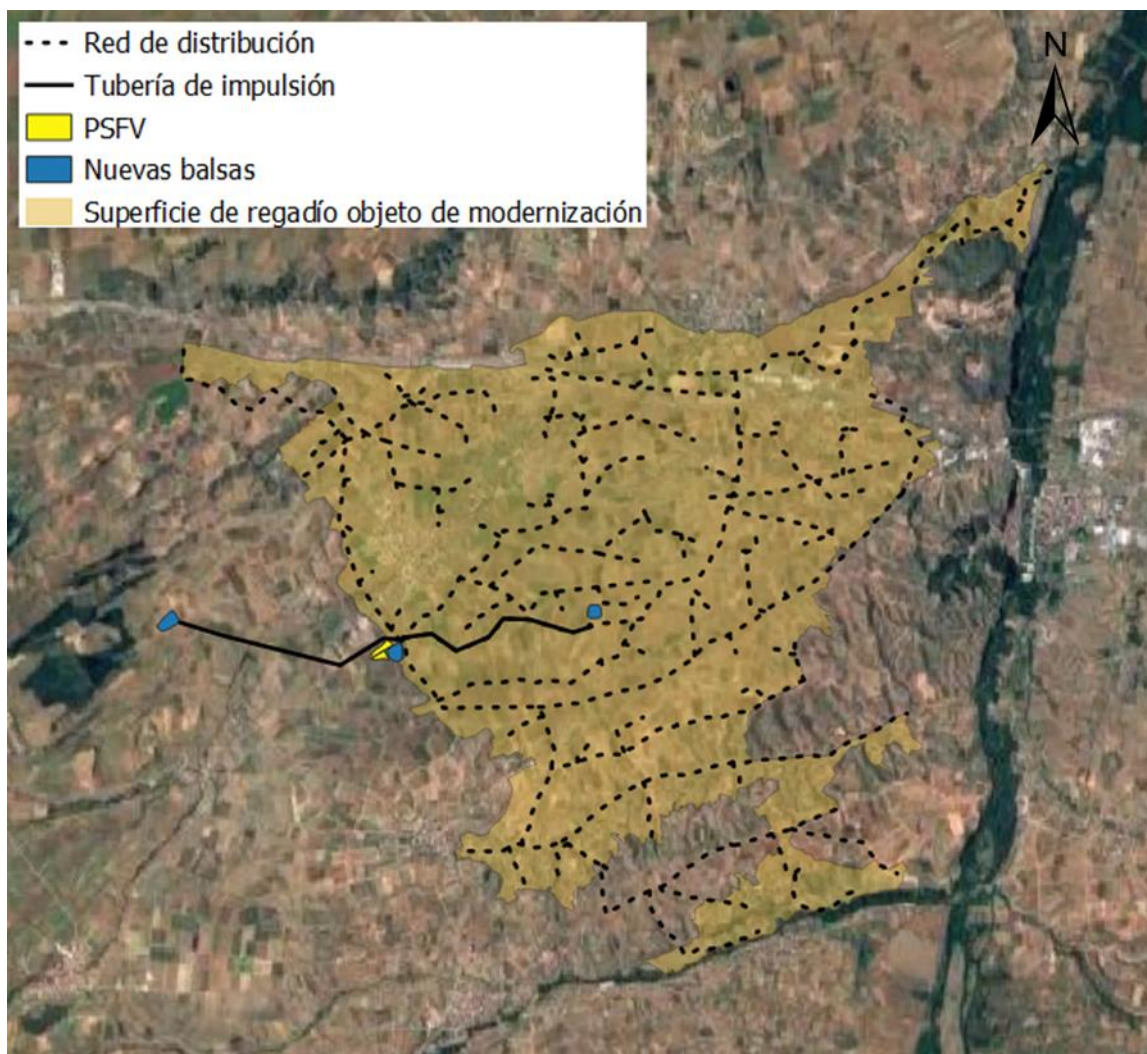 Red de distribución
Tubería de impulsión
PSFV
Nuevas balsas
Superficie de regadío objeto de modernización
N